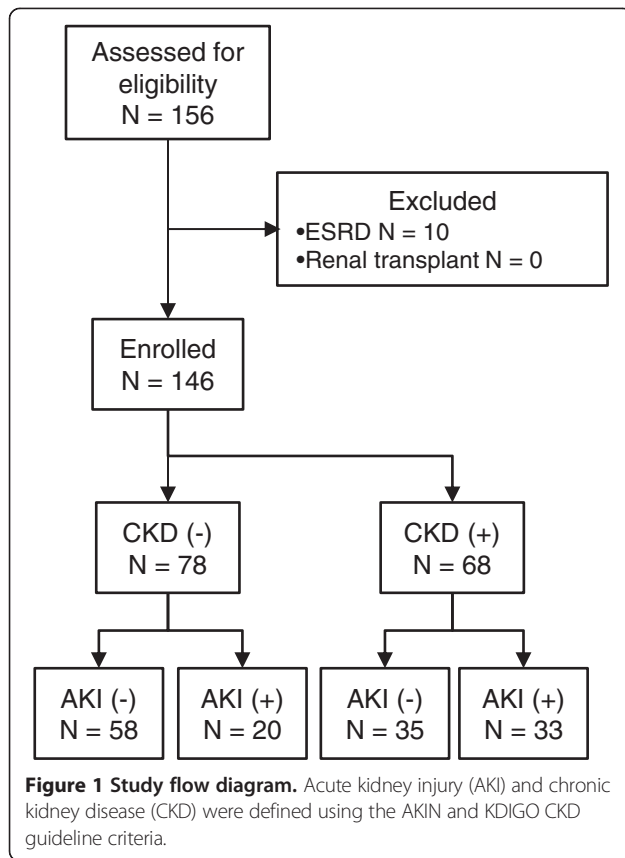 Assessed for
eligibility
N = 156
Excluded
•ESRD N = 10
•Renal transplant N = 0
Enrolled
N = 146
CKD (-)
N = 78
CKD (+)
N = 68
AKI (-)
N = 58
AKI (+)
N = 20
AKI (-)
N = 35
AKI (+)
N = 33
Figure 1 Study flow diagram. Acute kidney injury (AKI) and chronic
kidney disease (CKD) were defined using the AKIN and KDIGO CKD
guideline criteria.